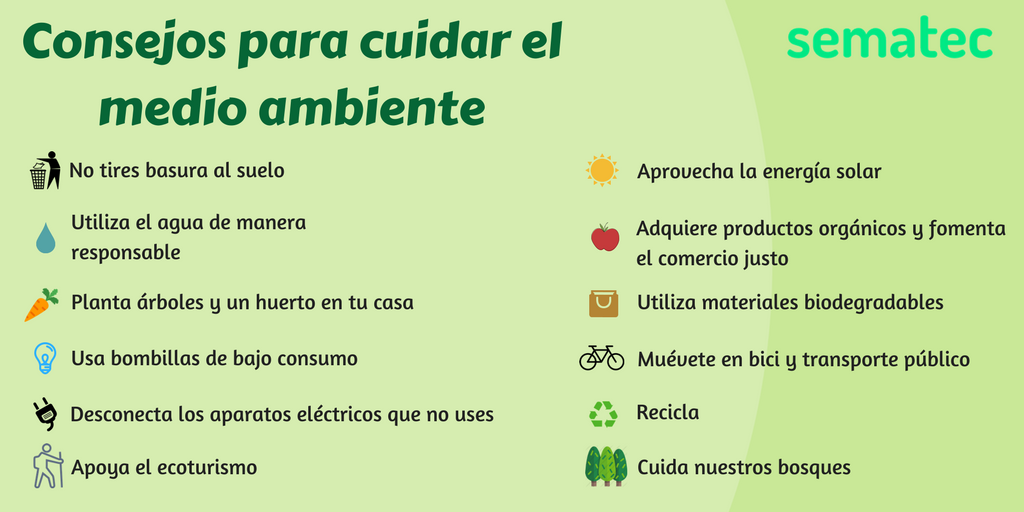 Consejos para cuidar el
medio ambiente
sematec
No tires basura al suelo
Utiliza el agua de manera
responsable
Planta árboles y un huerto en tu casa
Usa bombillas de bajo consumo
Desconecta los aparatos eléctricos que no uses
Apoya el ecoturismo
Aprovecha la energía solar
Adquiere productos orgánicos y fomenta
el comercio justo
Utiliza materiales biodegradables
Muévete en bici y transporte público
Recicla
Cuida nuestros bosques